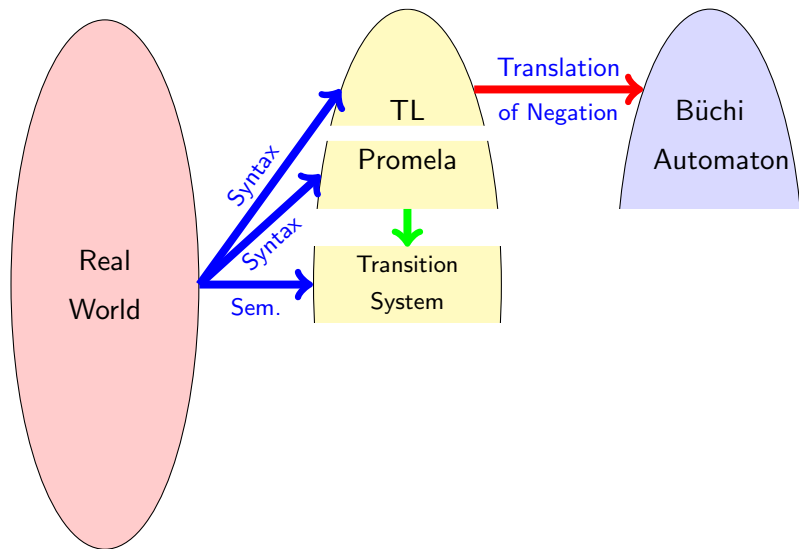 Real
World
Syntax
Syntax
Sem.
TL
Promela
Transition
System
Translation
of Negation
Büchi
Automaton